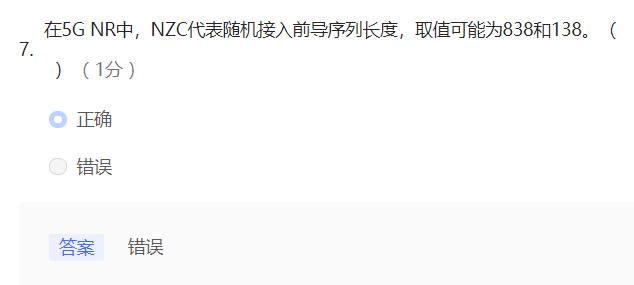 7. 在5G NR中，NZC代表随机接入前导序列长度，取值可能为838和138。（
）（ 1分 ）
正确
错误
答案 错误